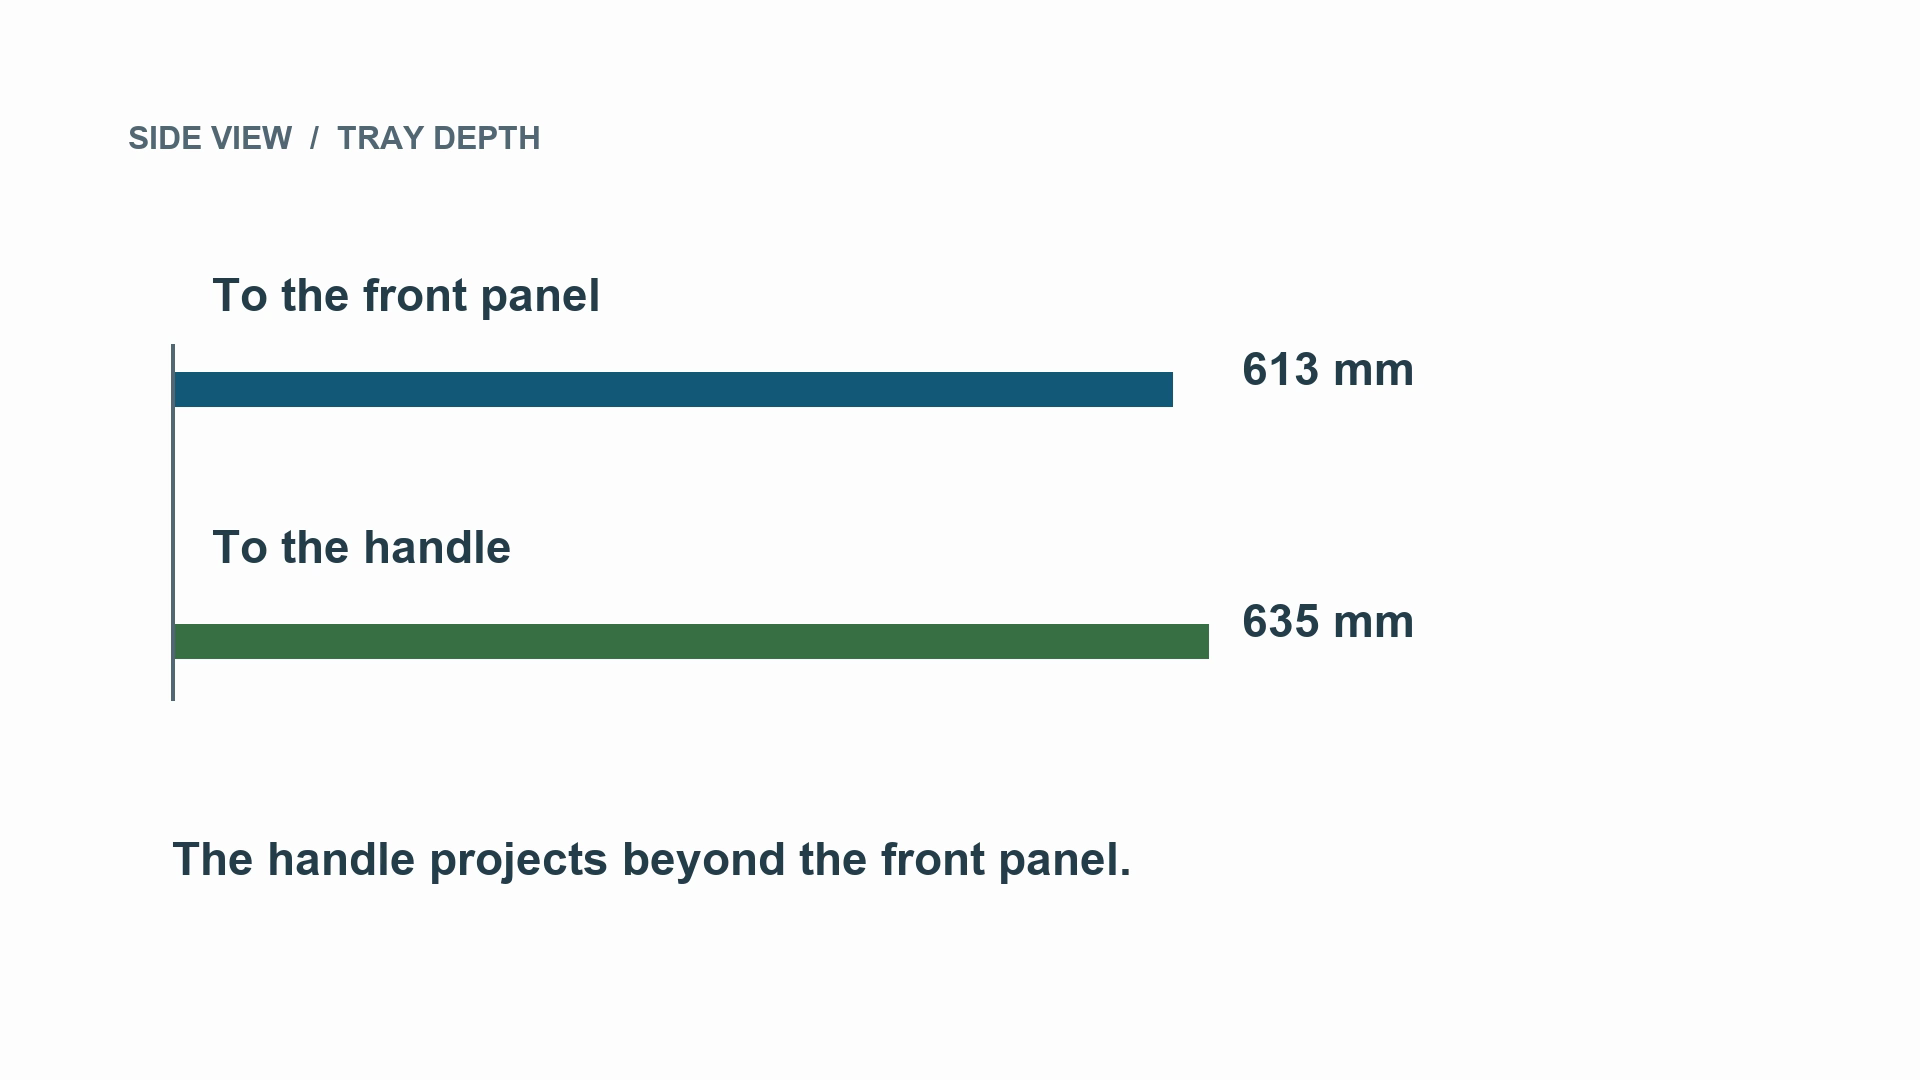 SIDE VIEW / TRAY DEPTH
To the front panel
613 mm
To the handle
635 mm
The handle projects beyond the front panel.